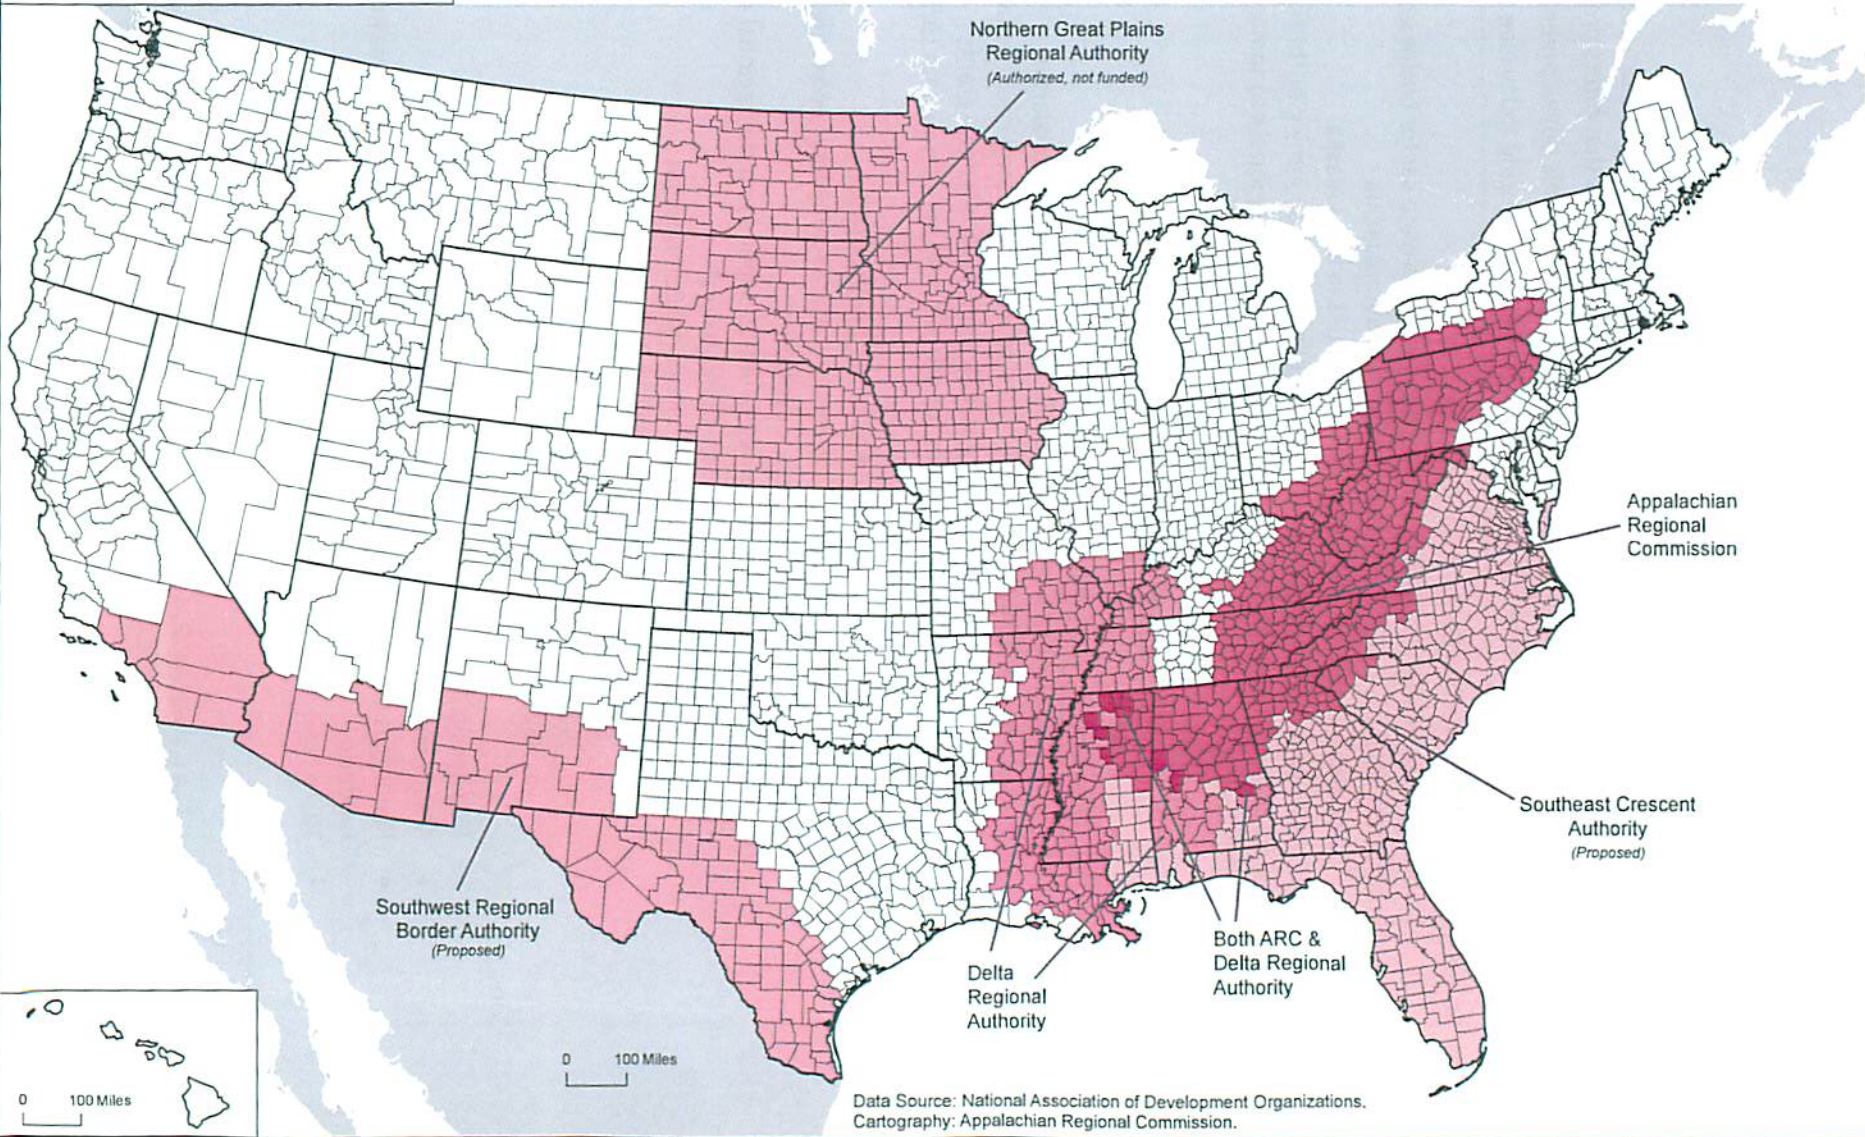 Northern Great Plains
Regional Authority
(Authorized, not funded)
Appalachian
Regional
Commission
Southeast Crescent
Authority
(Proposed)
Southwest Regional
Border Authority
(Proposed)
Both ARC &
Delta Regional
Authority
Delta
Regional
Authority
0 100 Miles
0 100 Miles
Data Source: National Association of Development Organizations.
Cartography: Appalachian Regional Commission.